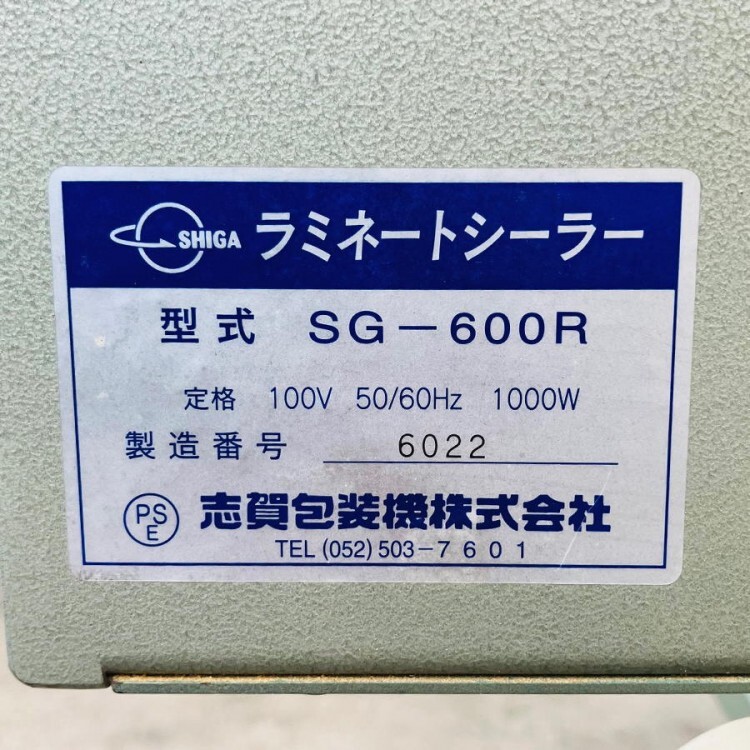 SHIGA ラミネートシーラー
型式 SG-600R
定格 100V 50/60Hz 1000W
製造番号 6022
PSE 志賀包装機株式会社
TEL (052) 503-7601